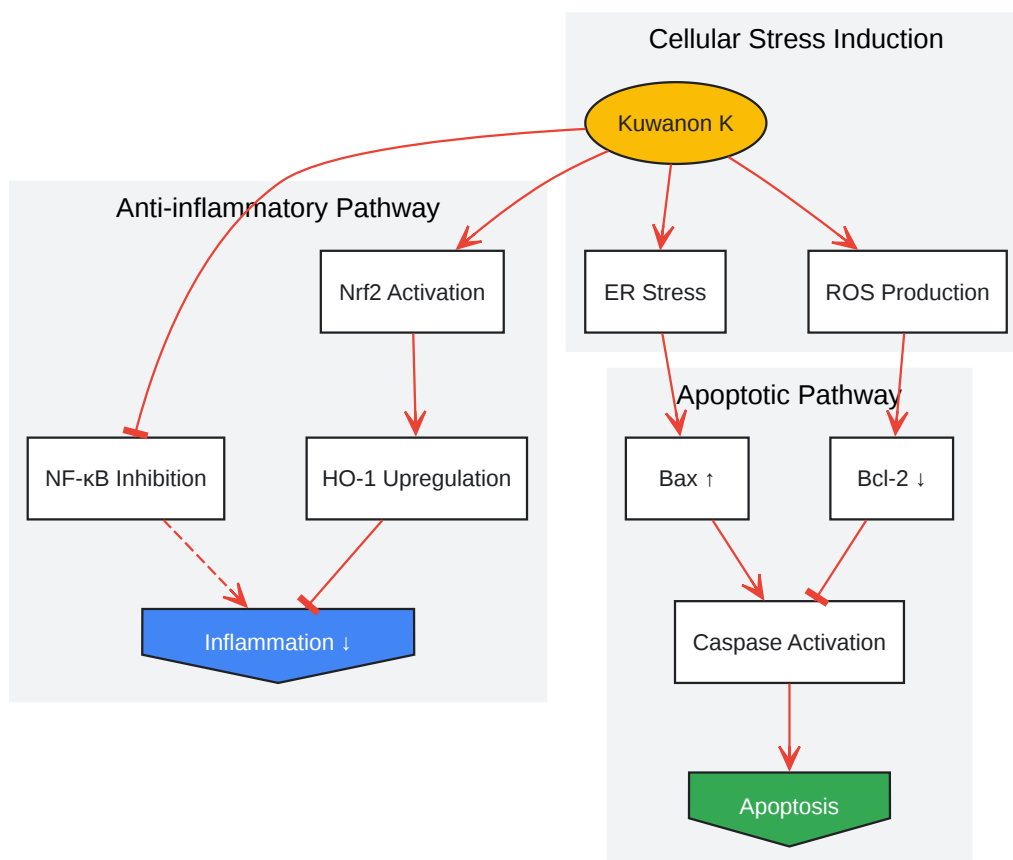 Cellular Stress Induction
Kuwanon K
Anti-inflammatory Pathway
Nrf2 Activation
ER Stress
ROS Production
Apoptotic Pathway
NF-κB Inhibition
HO-1 Upregulation
Bax ↑
Bcl-2 ↓
Inflammation ↓
Caspase Activation
Apoptosis